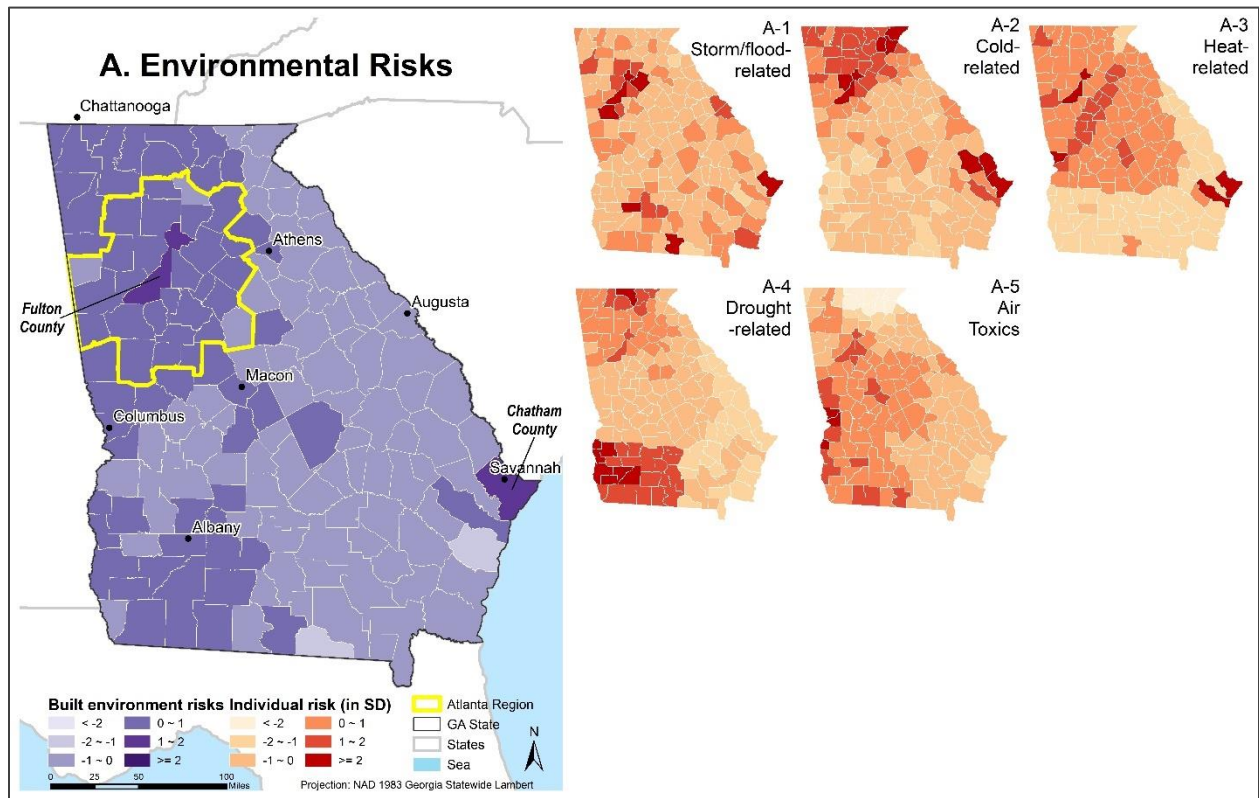 A. Environmental Risks
Chattanooga
Athens
Fulton
County
Augusta
Macon
Columbus
Chatham
County
Savannah
Albany
Built environment risks
< -2
-2 ~ -1
-1 ~ 0
0 ~ 1
1 ~ 2
>= 2
Individual risk (in SD)
< -2
-2 ~ -1
-1 ~ 0
0 ~ 1
1 ~ 2
>= 2
Atlanta Region
GA State
States
Sea
N
0 25 50 100
Miles
Projection: NAD 1983 Georgia Statewide Lambert
A-1
Storm/flood-
related
A-2
Cold-
related
A-3
Heat-
related
A-4
Drought
-related
A-5
Air
Toxics